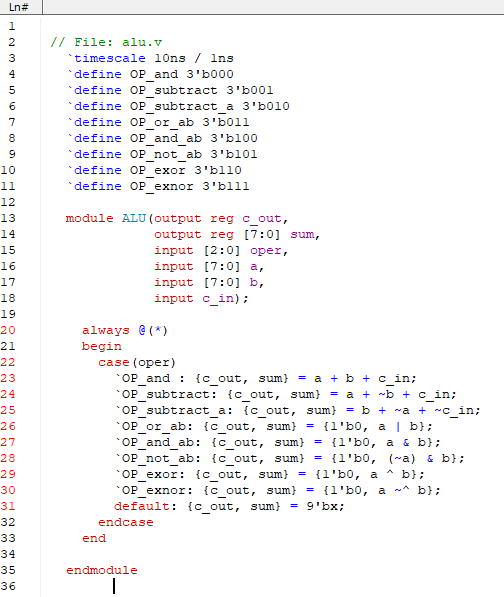 Ln#
1
2 // File: alu.v
3 `timescale 10ns / 1ns
4 `define OP_and 3'b000
5 `define OP_subtract 3'b001
6 `define OP_subtract_a 3'b010
7 `define OP_or_ab 3'b011
8 `define OP_and_ab 3'b100
9 `define OP_not_ab 3'b101
10 `define OP_exor 3'b110
11 `define OP_exnor 3'b111
12
13 module ALU(output reg c_out,
14 output reg [7:0] sum,
15 input [2:0] oper,
16 input [7:0] a,
17 input [7:0] b,
18 input c_in);
19
20 always @(*)
21 begin
22 case(oper)
23 `OP_and : {c_out, sum} = a + b + c_in;
24 `OP_subtract: {c_out, sum} = a + ~b + c_in;
25 `OP_subtract_a: {c_out, sum} = b + ~a + ~c_in;
26 `OP_or_ab: {c_out, sum} = {1'b0, a | b};
27 `OP_and_ab: {c_out, sum} = {1'b0, a & b};
28 `OP_not_ab: {c_out, sum} = {1'b0, (~a) & b};
29 `OP_exor: {c_out, sum} = {1'b0, a ^ b};
30 `OP_exnor: {c_out, sum} = {1'b0, a ~^ b};
31 default: {c_out, sum} = 9'bx;
32 endcase
33 end
34
35 endmodule
36